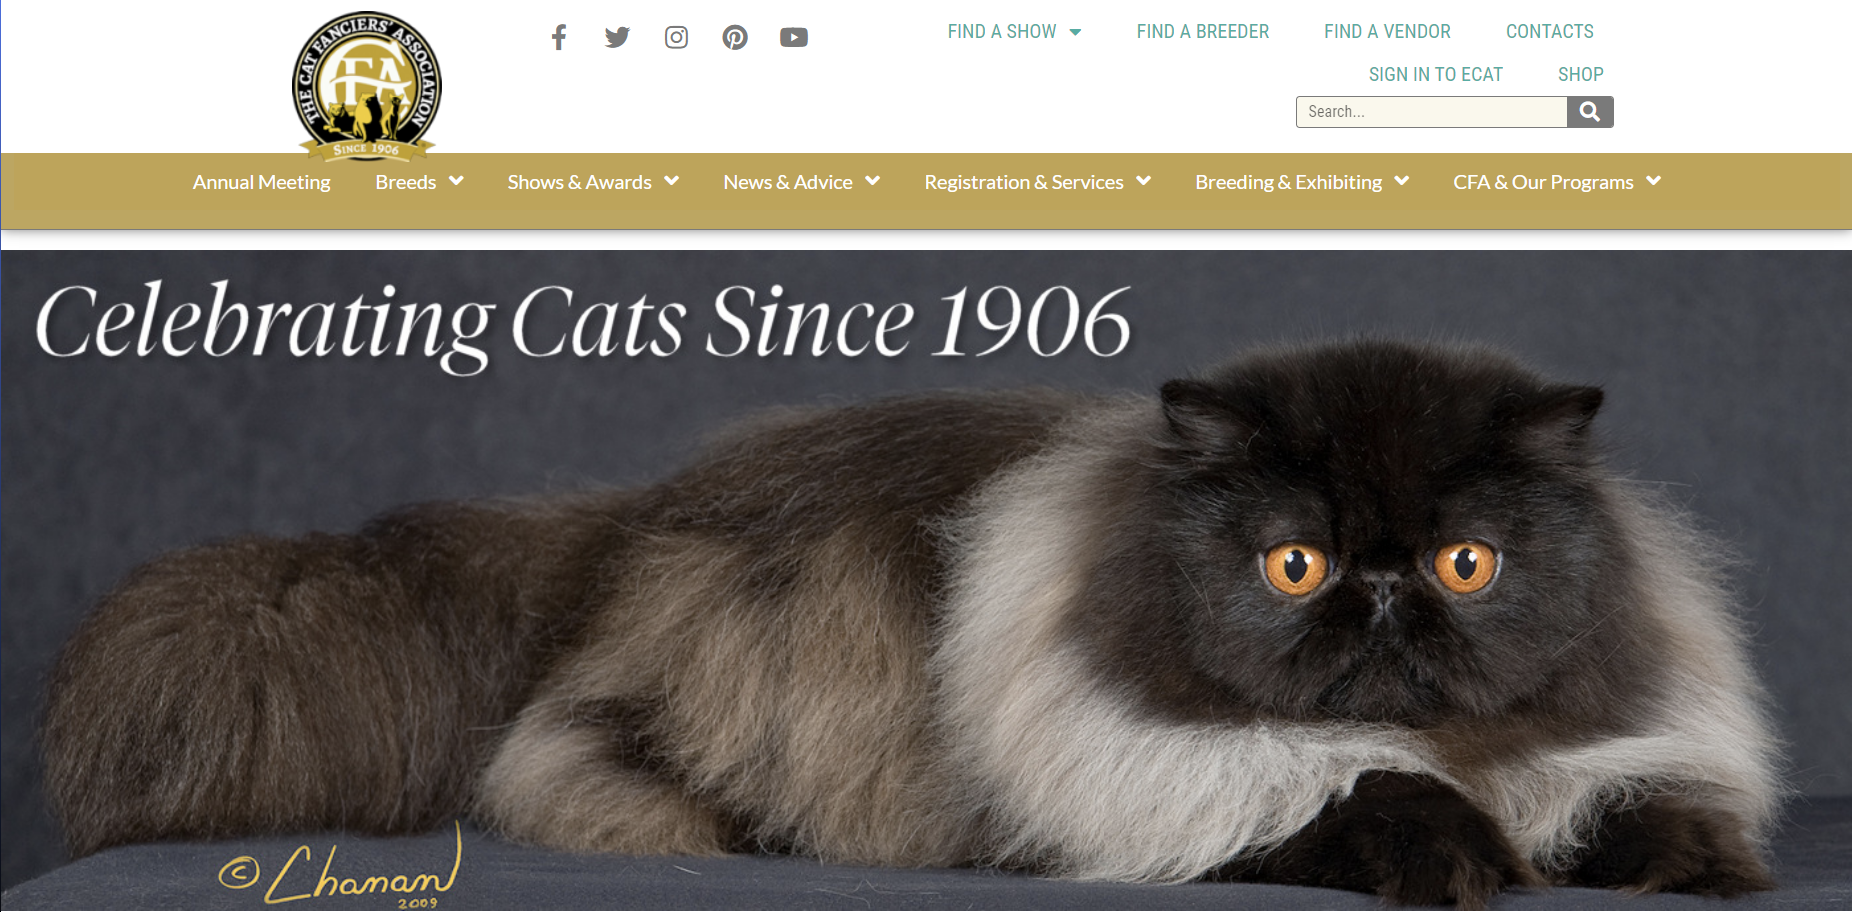 THE CAT FANCIERS' ASSOCIATION
CFA
SINCE 1906
FIND A SHOW
FIND A BREEDER
FIND A VENDOR
CONTACTS
SIGN IN TO ECAT
SHOP
Search...
Annual Meeting
Breeds
Shows & Awards
News & Advice
Registration & Services
Breeding & Exhibiting
CFA & Our Programs
Celebrating Cats Since 1906
© Chanan
2009